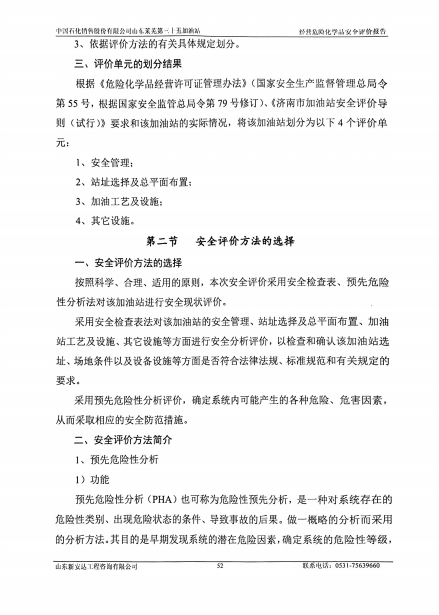 中国石化销售股份有限公司山东莱芜第三十五加油站 经营危险化学品安全评价报告
3、依据评价方法的有关具体规定划分。
三、评价单元的划分结果
根据《危险化学品经营许可证管理办法》（国家安全生产监督管理总局令
第 55 号，根据国家安全监管总局令第 79 号修订）、《济南市加油站安全评价导
则（试行）》要求和该加油站的实际情况，将该加油站划分为以下 4 个评价单
元：
1、安全管理；
2、站址选择及总平面布置；
3、加油工艺及设施；
4、其它设施。
第二节 安全评价方法的选择
一、安全评价方法的选择
按照科学、合理、适用的原则，本次安全评价采用安全检查表、预先危险
性分析法对该加油站进行安全现状评价。
采用安全检查表法对该加油站的安全管理、站址选择及总平面布置、加油
站工艺及设施、其它设施等方面进行安全分析评价，以检查和确认该加油站选
址、场地条件以及设备设施等方面是否符合法律法规、标准规范和有关规定的
要求。
采用预先危险性分析评价，确定系统内可能产生的各种危险、危害因素，
从而采取相应的安全防范措施。
二、安全评价方法简介
1、预先危险性分析
1）功能
预先危险性分析（PHA）也可称为危险性预先分析，是一种对系统存在的
危险性类别、出现危险状态的条件、导致事故的后果。做一概略的分析而采用
的分析方法。其目的是早期发现系统的潜在危险因素，确定系统的危险性等级，
山东新安达工程咨询有限公司 52 联系电话：0531-75639660